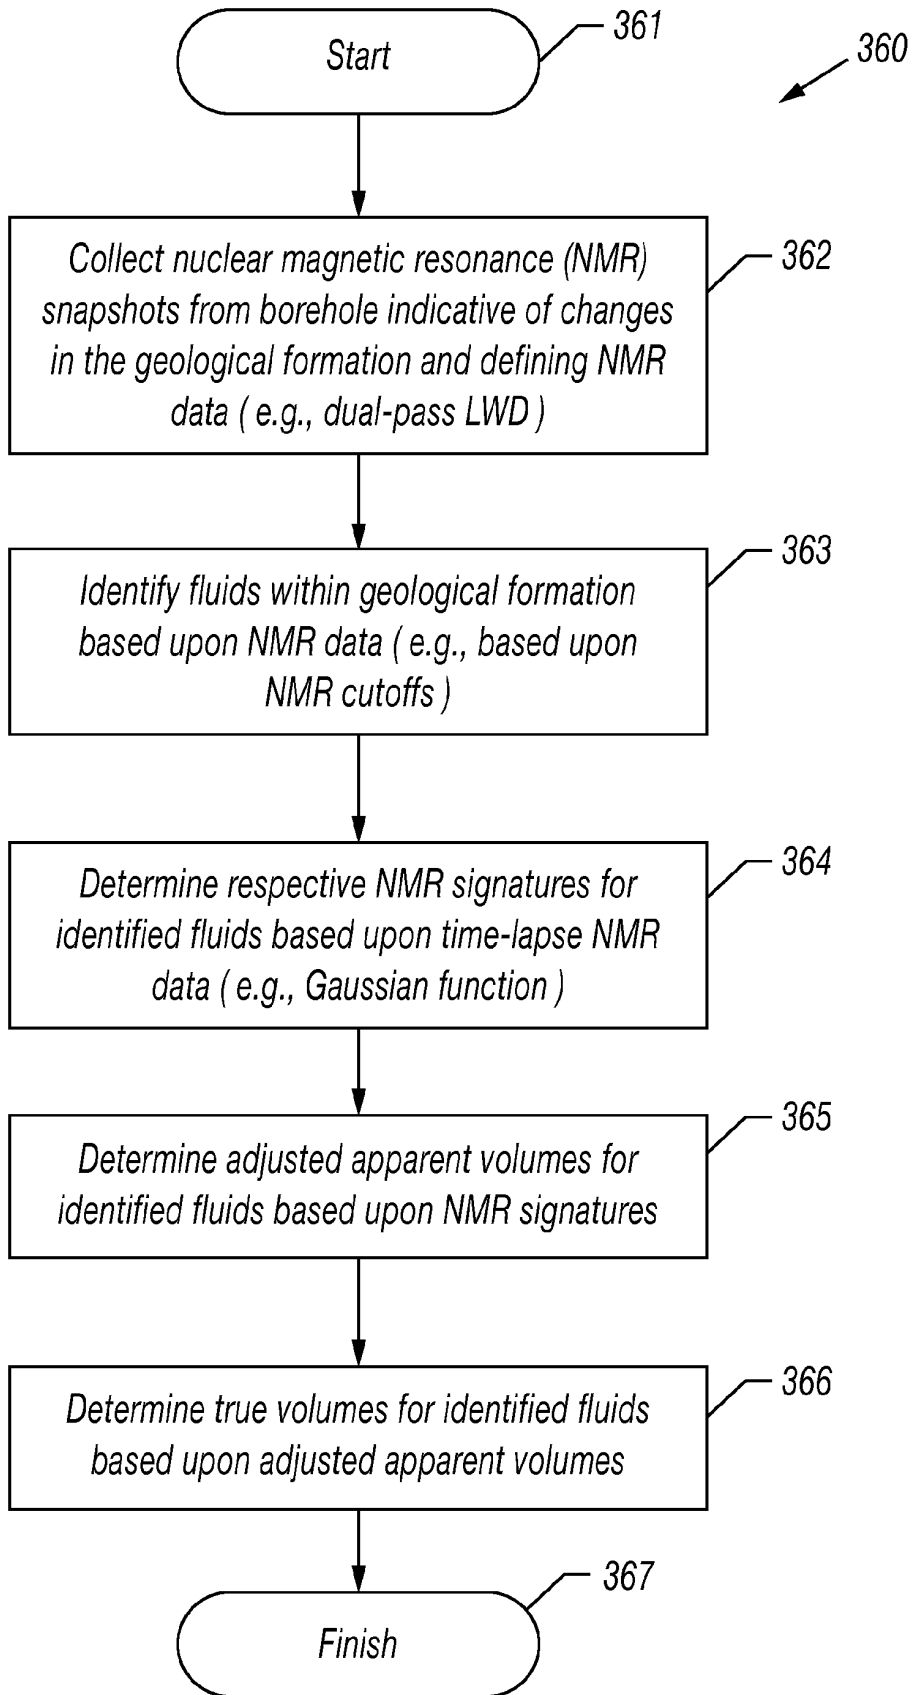 Start
361
360
Collect nuclear magnetic resonance (NMR)
snapshots from borehole indicative of changes
in the geological formation and defining NMR
data ( e.g., dual-pass LWD )
362
Identify fluids within geological formation
based upon NMR data ( e.g., based upon
NMR cutoffs )
363
Determine respective NMR signatures for
identified fluids based upon time-lapse NMR
data ( e.g., Gaussian function )
364
Determine adjusted apparent volumes for
identified fluids based upon NMR signatures
365
Determine true volumes for identified fluids
based upon adjusted apparent volumes
366
Finish
367